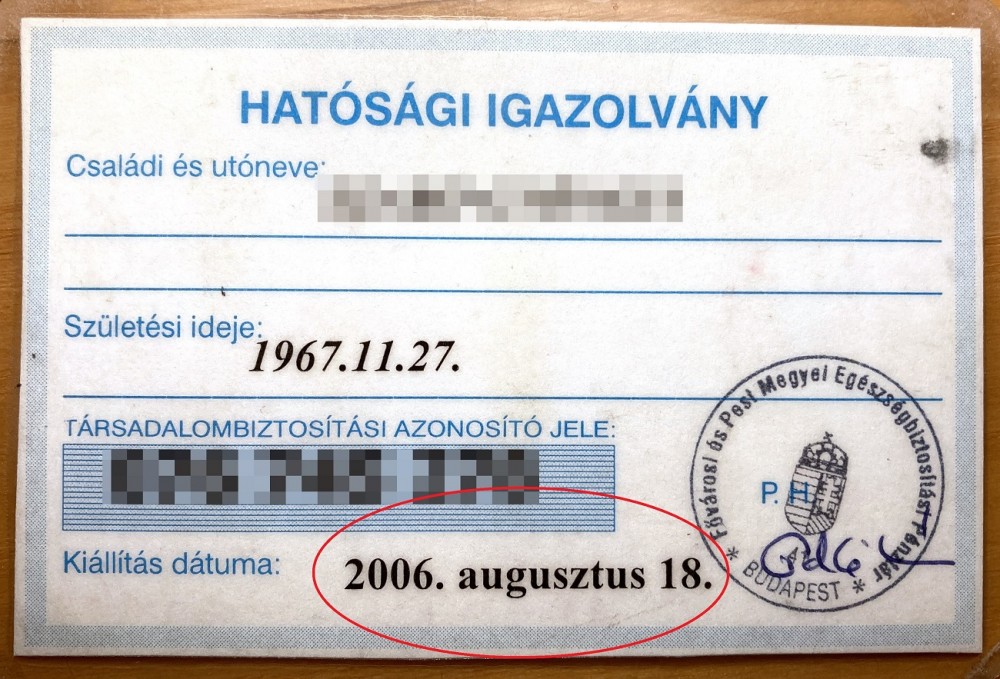 HATÓSÁGI IGAZOLVÁNY
Családi és utóneve:
Születési ideje:
1967.11.27.
TÁRSADALOMBIZTOSÍTÁSI AZONOSÍTÓ JELE:
Kiállítás dátuma:
2006. augusztus 18.
P. H.
Fővárosi és Pest Megyei Egészségbiztosítási Pénztár
* BUDAPEST *